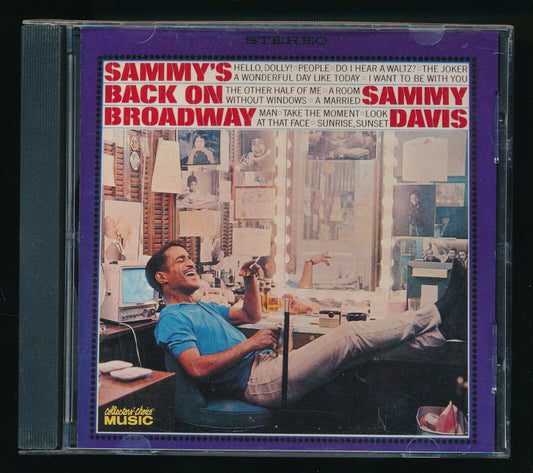 STEREO
SAMMY'S
BACK ON
BROADWAY
HELLO, DOLLY! ▫ PEOPLE ▫ DO I HEAR A WALTZ? ▫ THE JOKER
A WONDERFUL DAY LIKE TODAY ▫ I WANT TO BE WITH YOU
THE OTHER HALF OF ME ▫ A ROOM
WITHOUT WINDOWS ▫ A MARRIED
MAN ▫ TAKE THE MOMENT ▫ LOOK
AT THAT FACE ▫ SUNRISE, SUNSET
SAMMY
DAVIS
Collectors' Choice
MUSIC